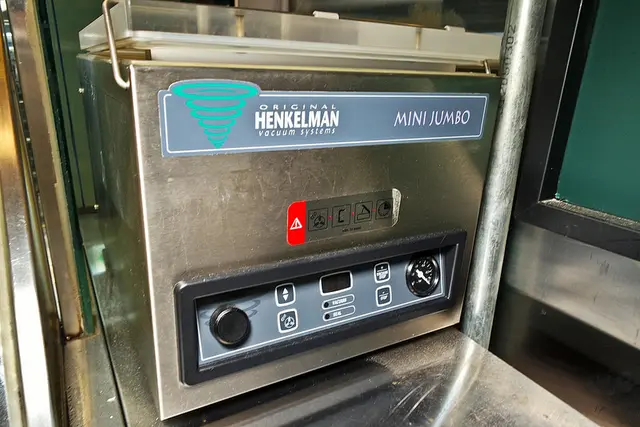 ORIGINAL
HENKELMAN
vacuum systems
MINI JUMBO
VACUUM
SEAL